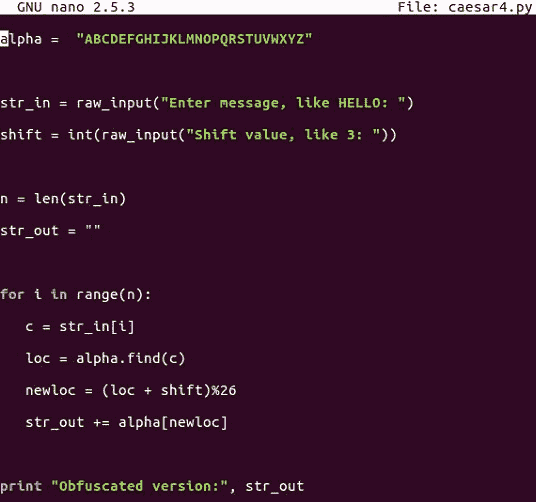 GNU nano 2.5.3 File: caesar4.py
alpha =  "ABCDEFGHIJKLMNOPQRSTUVWXYZ"
str_in = raw_input("Enter message, like HELLO: ")
shift = int(raw_input("Shift value, like 3: "))
n = len(str_in)
str_out = ""
for i in range(n):
   c = str_in[i]
   loc = alpha.find(c)
   newloc = (loc + shift)%26
   str_out += alpha[newloc]
print "Obfuscated version:", str_out